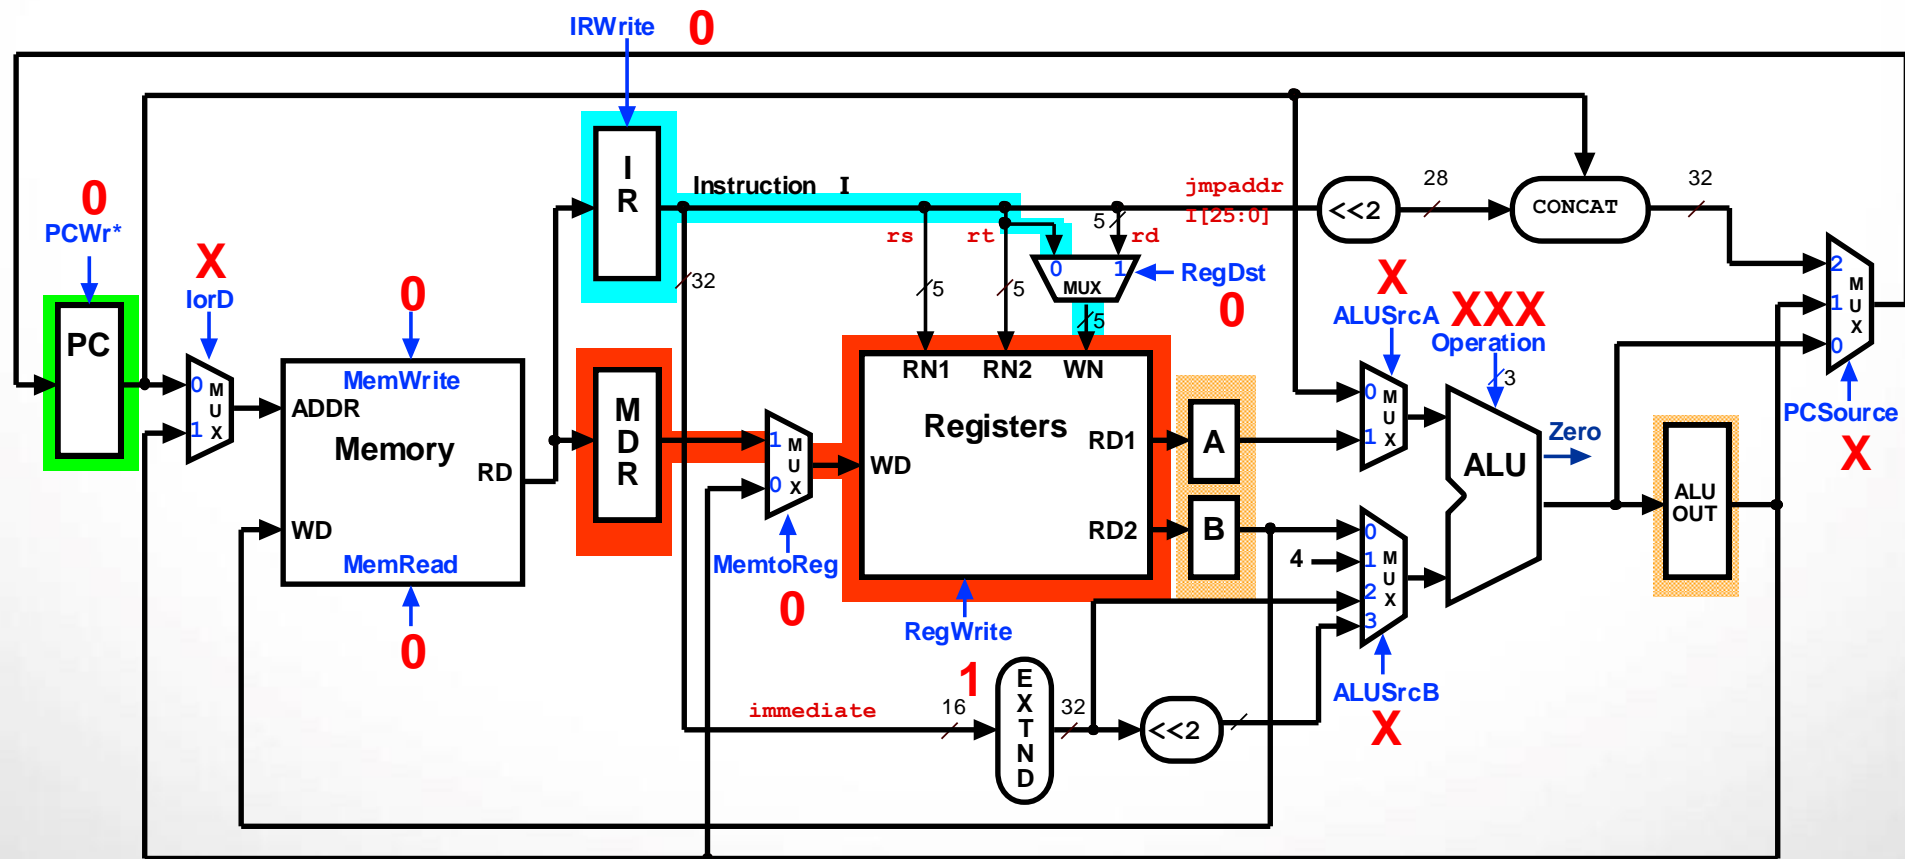 IRWrite 0
0
PCWr*
X
IorD
0
PC
0
1
M
U
X
MemWrite
ADDR
Memory
RD
WD
MemRead
0
I
R
Instruction I
32
rs
rt
5
rd
5
5
0 1
MUX
5
RegDst
0
jmpaddr
I[25:0]
<<2
28
CONCAT
32
M
D
R
1
0
M
U
X
MemtoReg
0
RN1 RN2 WN
Registers
WD
RD1
RD2
RegWrite
1
A
B
immediate
16
E
X
T
N
D
32
<<2
X
ALUSrcA
0
1
M
U
X
XXX
Operation
3
4
0
1
2
3
M
U
X
ALUSrcB
X
ALU
Zero
ALU
OUT
2
1
0
M
U
X
PCSource
X